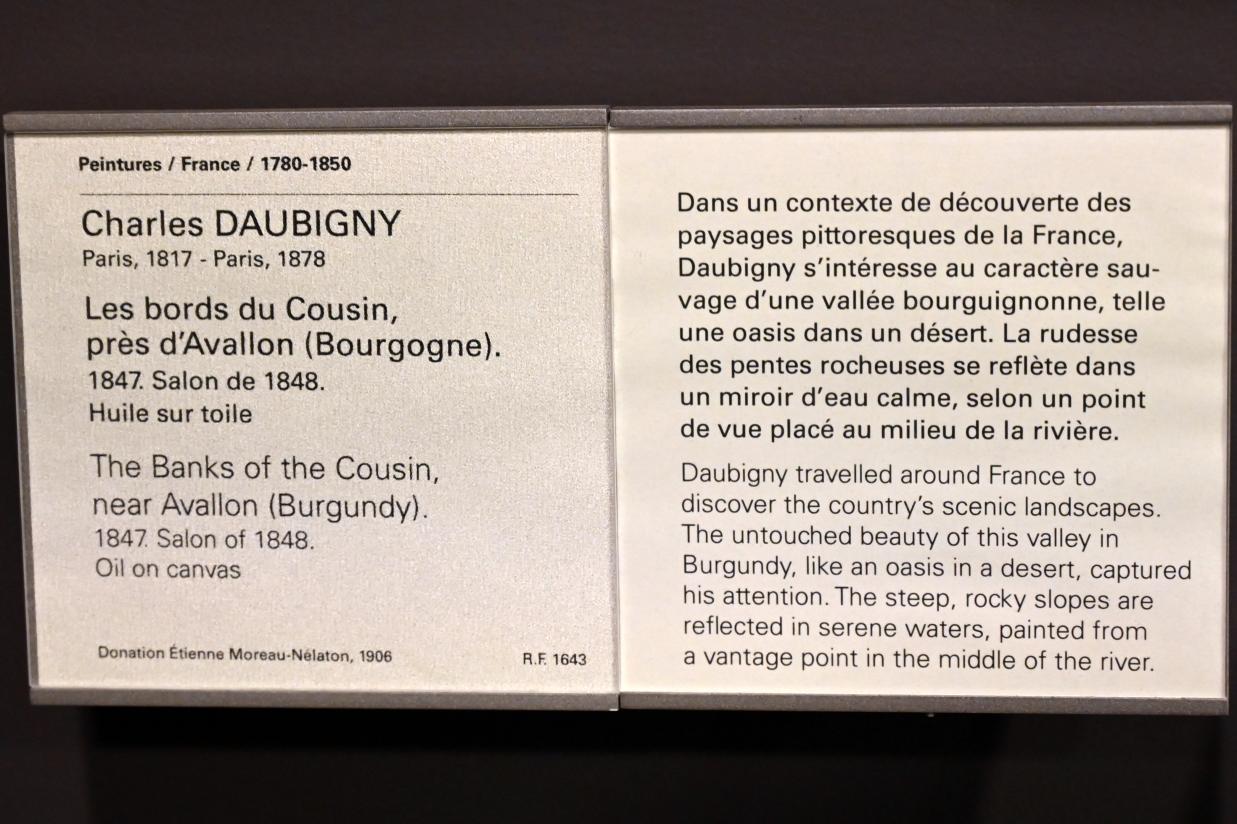 Peintures / France / 1780-1850
Charles DAUBIGNY
Paris, 1817 - Paris, 1878
Les bords du Cousin,
près d'Avallon (Bourgogne).
1847. Salon de 1848.
Huile sur toile
The Banks of the Cousin,
near Avallon (Burgundy).
1847. Salon of 1848.
Oil on canvas
Donation Étienne Moreau-Nélaton, 1906
R.F. 1643
Dans un contexte de découverte des
paysages pittoresques de la France,
Daubigny s'intéresse au caractère sau-
vage d'une vallée bourguignonne, telle
une oasis dans un désert. La rudesse
des pentes rocheuses se reflète dans
un miroir d'eau calme, selon un point
de vue placé au milieu de la rivière.
Daubigny travelled around France to
discover the country's scenic landscapes.
The untouched beauty of this valley in
Burgundy, like an oasis in a desert, captured
his attention. The steep, rocky slopes are
reflected in serene waters, painted from
a vantage point in the middle of the river.